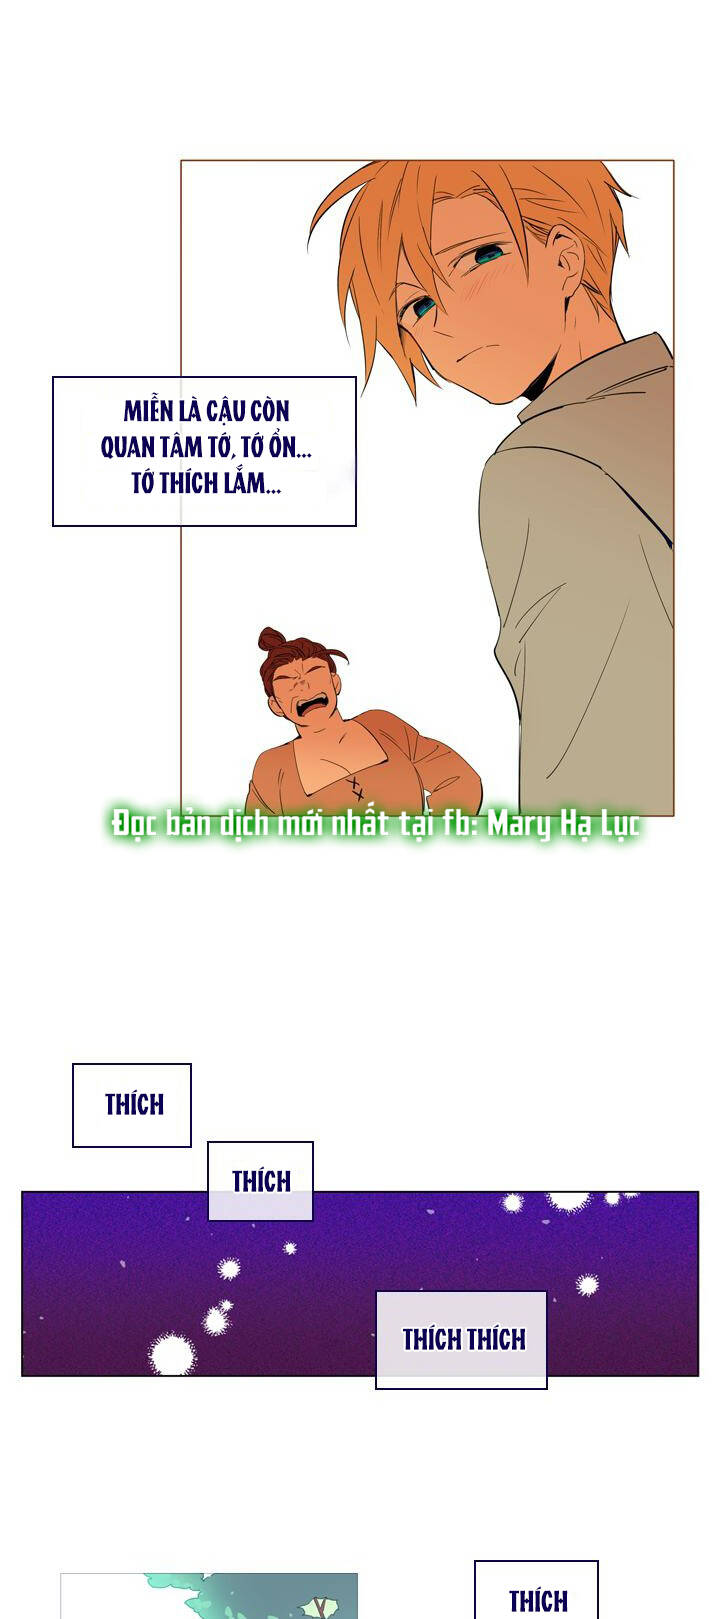 MIỄN LÀ CẬU CÒN
QUAN TÂM TỚ, TỚ ỔN...
TỚ THÍCH LẮM...
Đọc bản dịch mới nhất tại fb: Mary Hạ Lục
THÍCH
THÍCH
THÍCH THÍCH
THÍCH